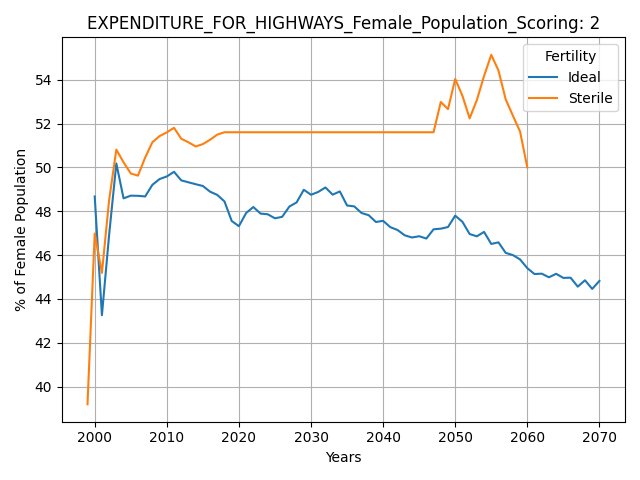 EXPENDITURE_FOR_HIGHWAYS_Female_Population_Scoring: 2
Fertility
Ideal
Sterile
% of Female Population
54
52
50
48
46
44
42
40
2000 2010 2020 2030 2040 2050 2060 2070
Years